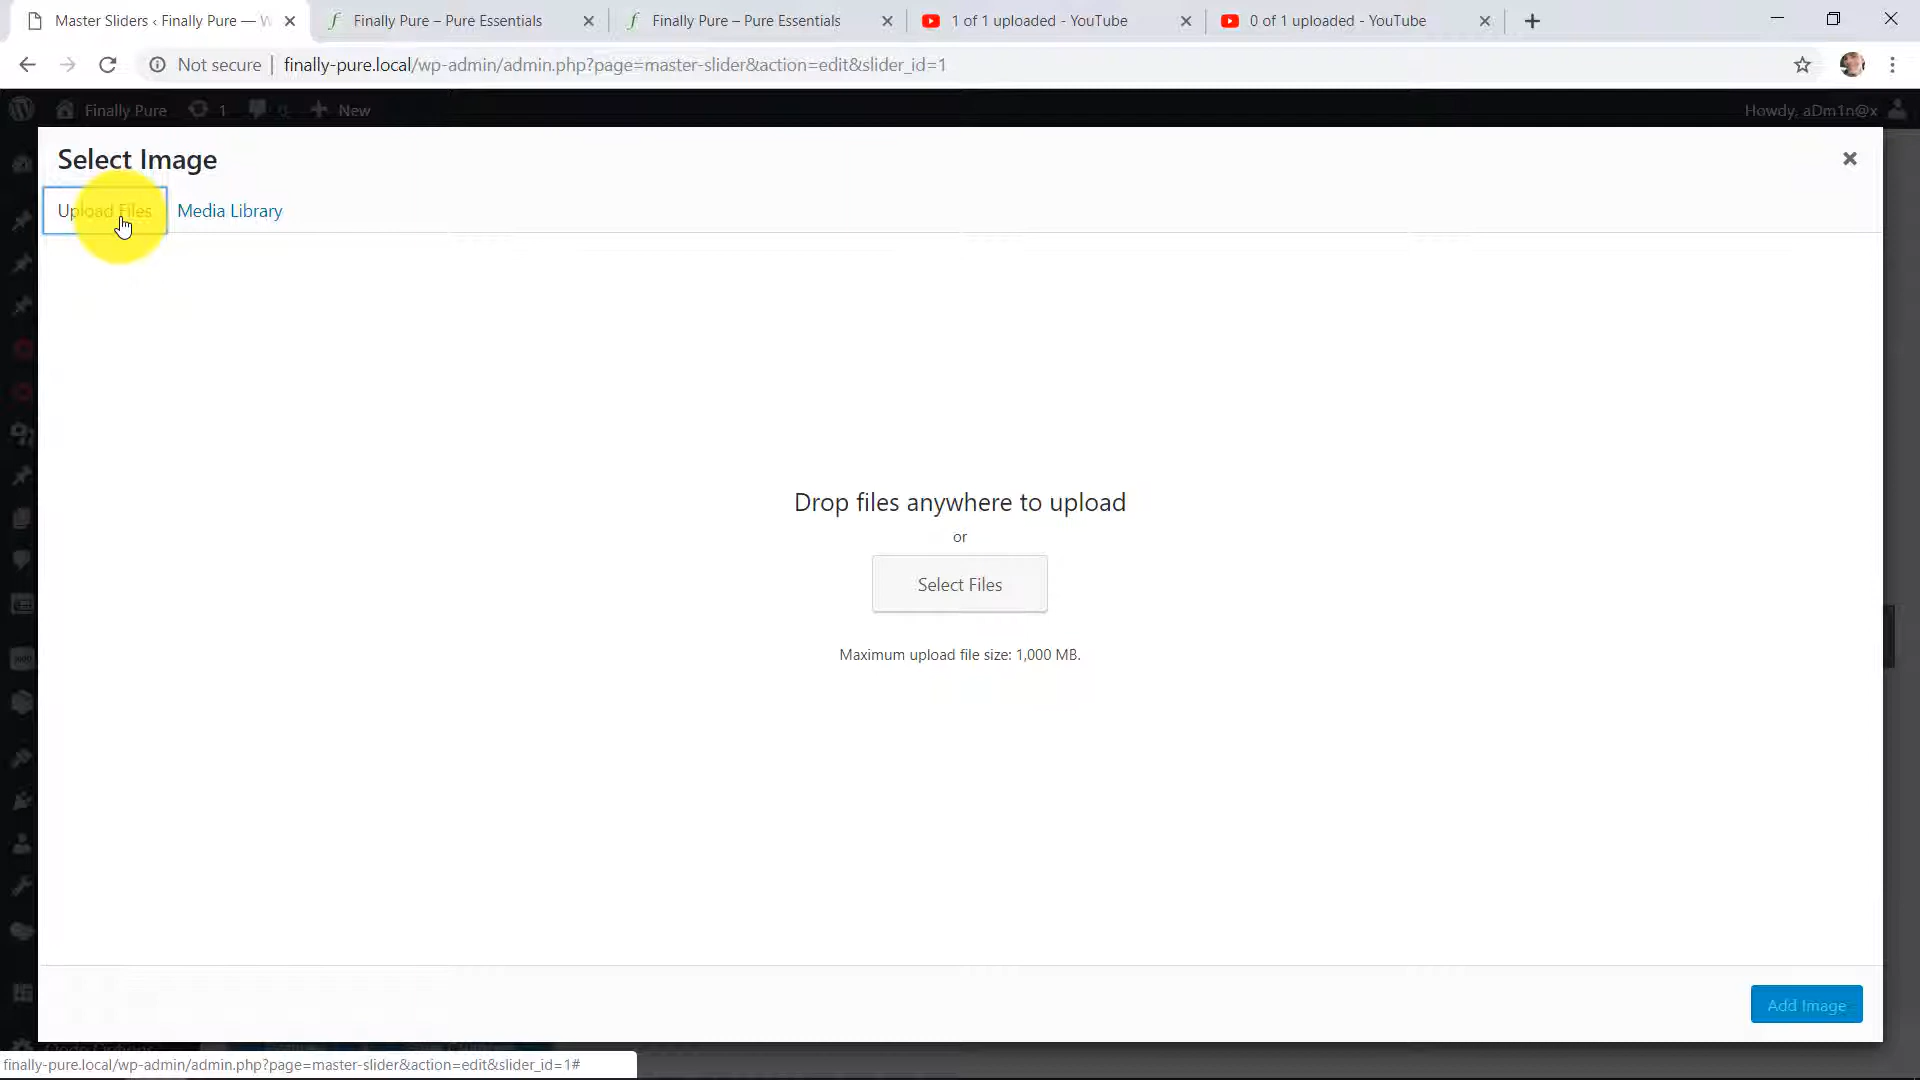 Master Sliders ‹ Finally Pure — W
Finally Pure – Pure Essentials
Finally Pure – Pure Essentials
1 of 1 uploaded - YouTube
0 of 1 uploaded - YouTube
Not secure
finally-pure.local/wp-admin/admin.php?page=master-slider&action=edit&slider_id=1
Finally Pure
1
New
Howdy, aDm1n@x
Select Image
Upload Files
Media Library
Drop files anywhere to upload
or
Select Files
Maximum upload file size: 1,000 MB.
Add Image
finally-pure.local/wp-admin/admin.php?page=master-slider&action=edit&slider_id=1#